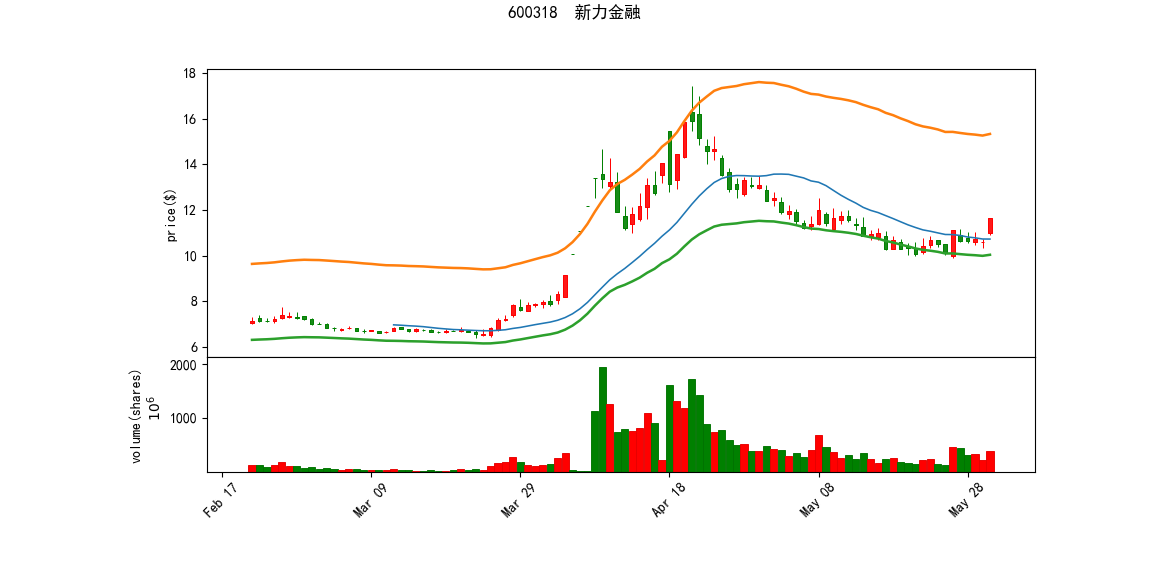 600318 新力金融
price($)
18
16
14
12
10
8
6
volume(shares)
10^6
2000
1000
Feb 17
Mar 09
Mar 29
Apr 18
May 08
May 28